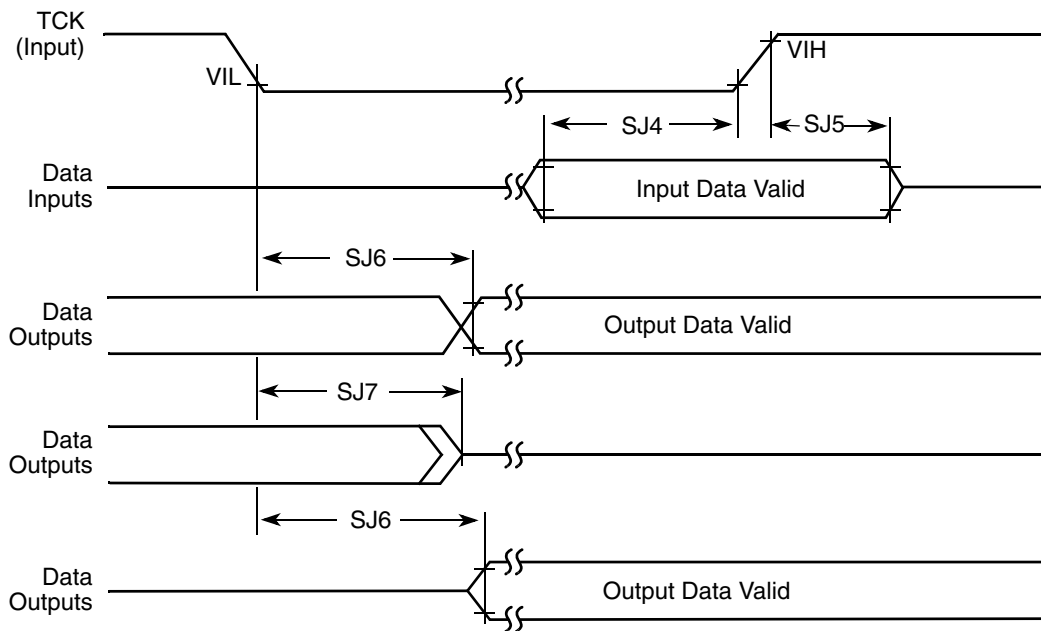 TCK
(Input)
VIL
VIH
SJ4
SJ5
Data
Inputs
Input Data Valid
SJ6
Data
Outputs
Output Data Valid
SJ7
Data
Outputs
SJ6
Data
Outputs
Output Data Valid